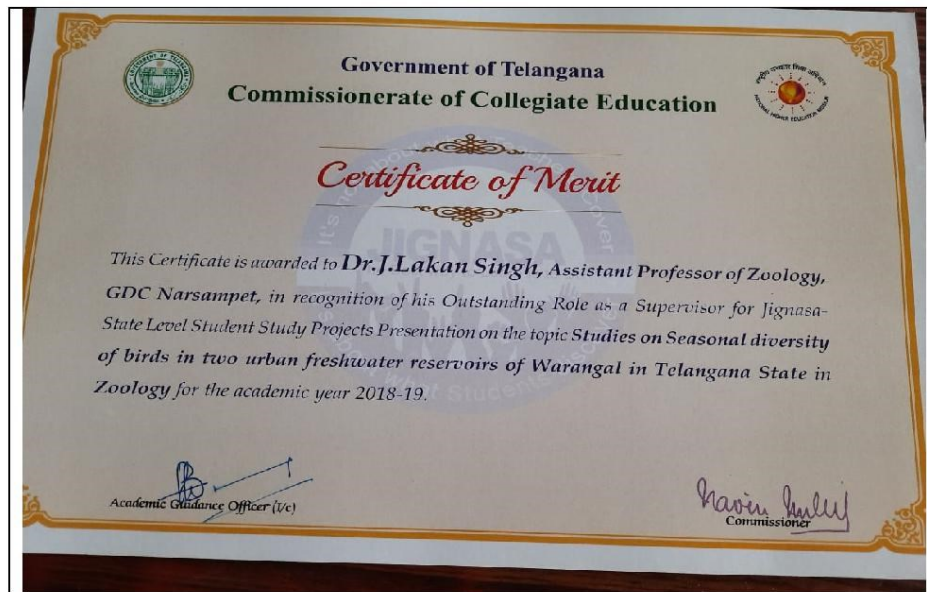 Government of Telangana
Commissionerate of Collegiate Education
Certificate of Merit
JIGNASA
This Certificate is awarded to Dr.J.Lakan Singh, Assistant Professor of Zoology,
GDC Narsampet, in recognition of his Outstanding Role as a Supervisor for Jignasa-
State Level Student Study Projects Presentation on the topic Studies on Seasonal diversity
of birds in two urban freshwater reservoirs of Warangal in Telangana State in
Zoology for the academic year 2018-19.
Academic Guidance Officer (I/c)
Commissioner